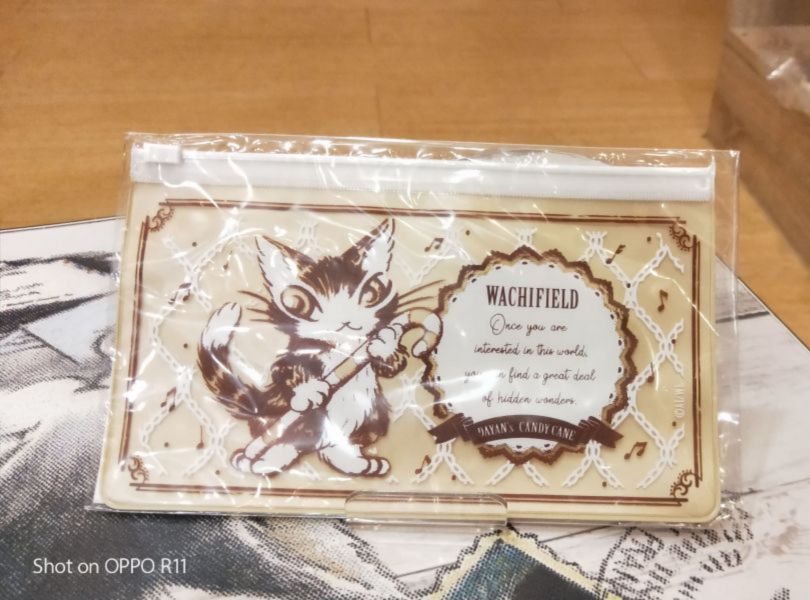 WACHIFIELD
Once you are
interested in this world,
you can find a great deal
of hidden wonders.
DAYAN's CANDY CANE
Shot on OPPO R11